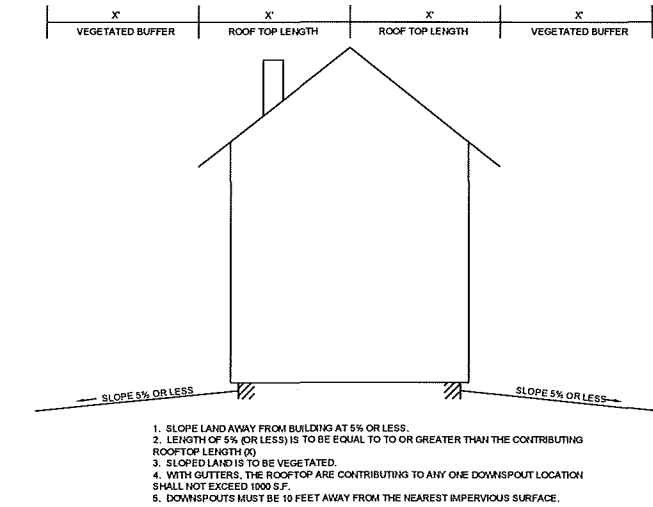 X' X' X' X'
VEGETATED BUFFER ROOF TOP LENGTH ROOF TOP LENGTH VEGETATED BUFFER
SLOPE 5% OR LESS SLOPE 5% OR LESS
1. SLOPE LAND AWAY FROM BUILDING AT 5% OR LESS.
2. LENGTH OF 5% (OR LESS) IS TO BE EQUAL TO TO OR GREATER THAN THE CONTRIBUTING
ROOFTOP LENGTH (X)
3. SLOPED LAND IS TO BE VEGETATED.
4. WITH GUTTERS, THE ROOFTOP ARE CONTRIBUTING TO ANY ONE DOWNSPOUT LOCATION
SHALL NOT EXCEED 1000 S.F.
5. DOWNSPOUTS MUST BE 10 FEET AWAY FROM THE NEAREST IMPERVIOUS SURFACE.